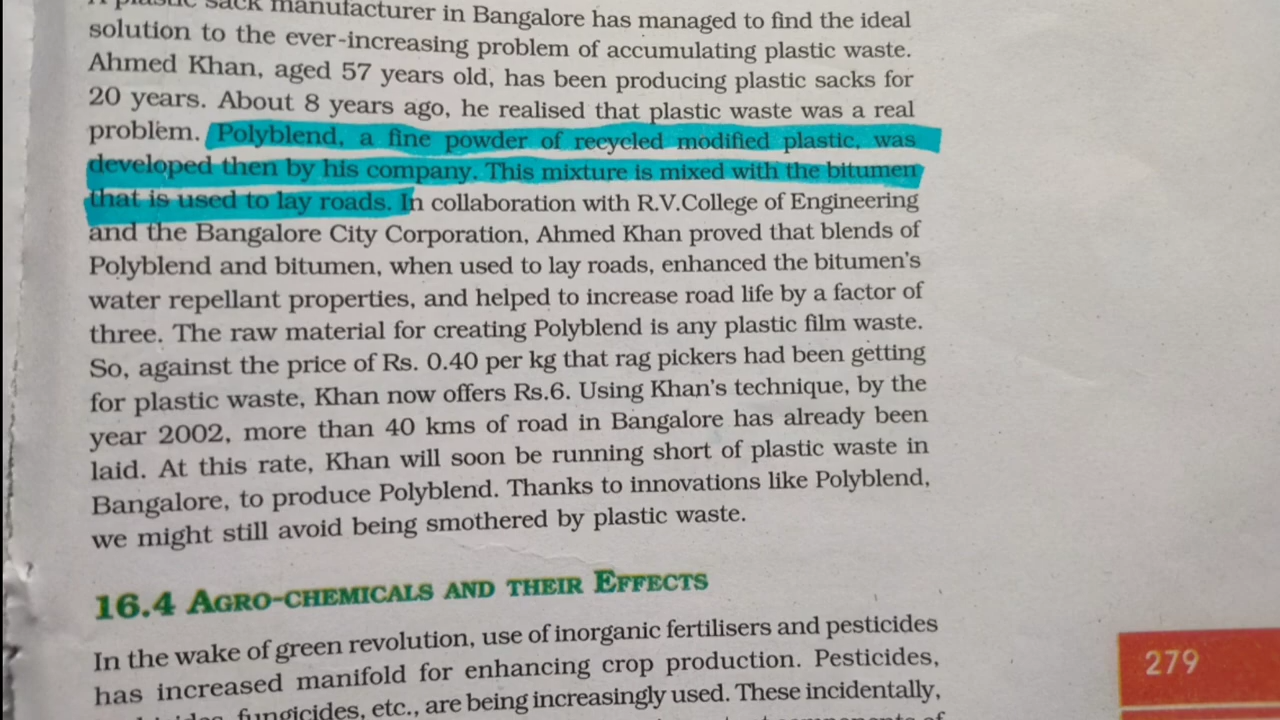 A plastic sack manufacturer in Bangalore has managed to find the ideal
solution to the ever-increasing problem of accumulating plastic waste.
Ahmed Khan, aged 57 years old, has been producing plastic sacks for
20 years. About 8 years ago, he realised that plastic waste was a real
problem. Polyblend, a fine powder of recycled modified plastic, was
developed then by his company. This mixture is mixed with the bitumen
that is used to lay roads. In collaboration with R.V.College of Engineering
and the Bangalore City Corporation, Ahmed Khan proved that blends of
Polyblend and bitumen, when used to lay roads, enhanced the bitumen's
water repellant properties, and helped to increase road life by a factor of
three. The raw material for creating Polyblend is any plastic film waste.
So, against the price of Rs. 0.40 per kg that rag pickers had been getting
for plastic waste, Khan now offers Rs.6. Using Khan's technique, by the
year 2002, more than 40 kms of road in Bangalore has already been
laid. At this rate, Khan will soon be running short of plastic waste in
Bangalore, to produce Polyblend. Thanks to innovations like Polyblend,
we might still avoid being smothered by plastic waste.
16.4 AGRO-CHEMICALS AND THEIR EFFECTS
In the wake of green revolution, use of inorganic fertilisers and pesticides
has increased manifold for enhancing crop production. Pesticides,
fungicides, etc., are being increasingly used. These incidentally,
279